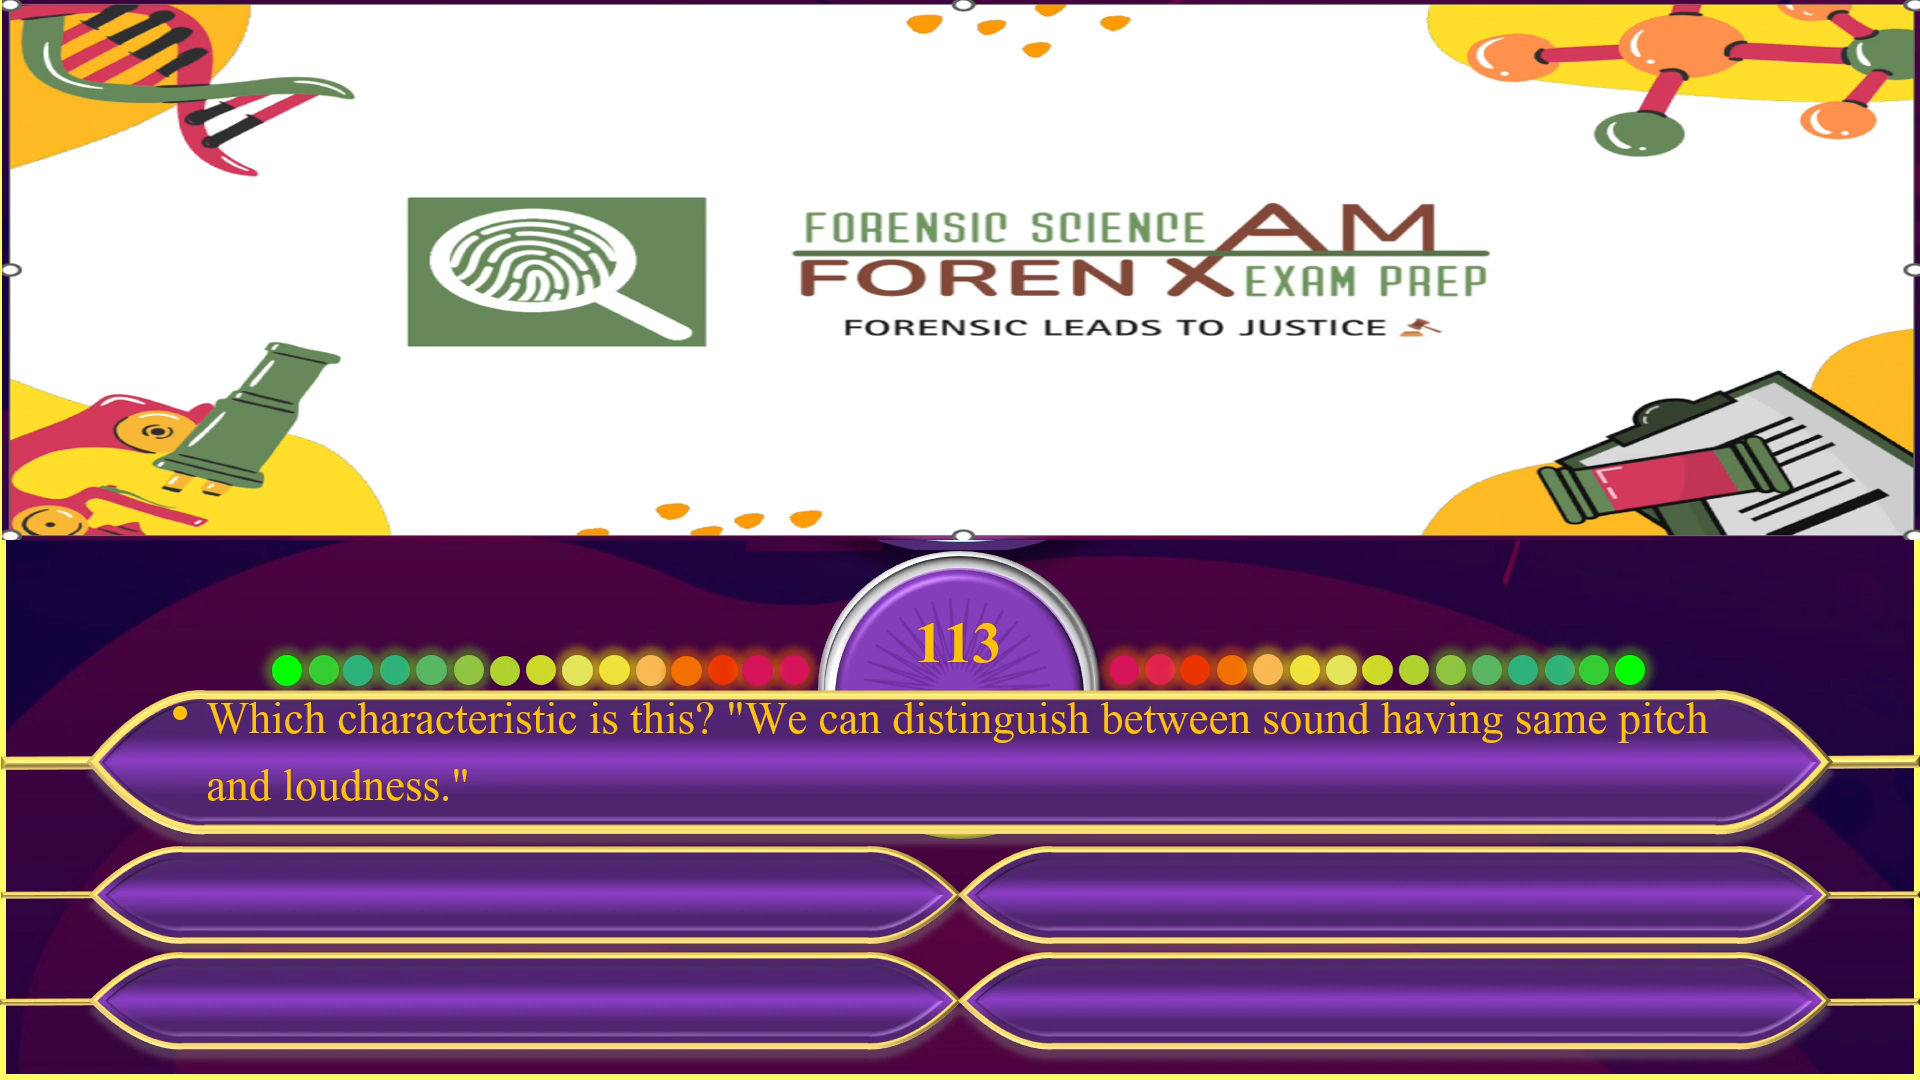 FORENSIC SCIENCE AM
FOREN X EXAM PREP
FORENSIC LEADS TO JUSTICE
113
• Which characteristic is this? "We can distinguish between sound having same pitch
and loudness."